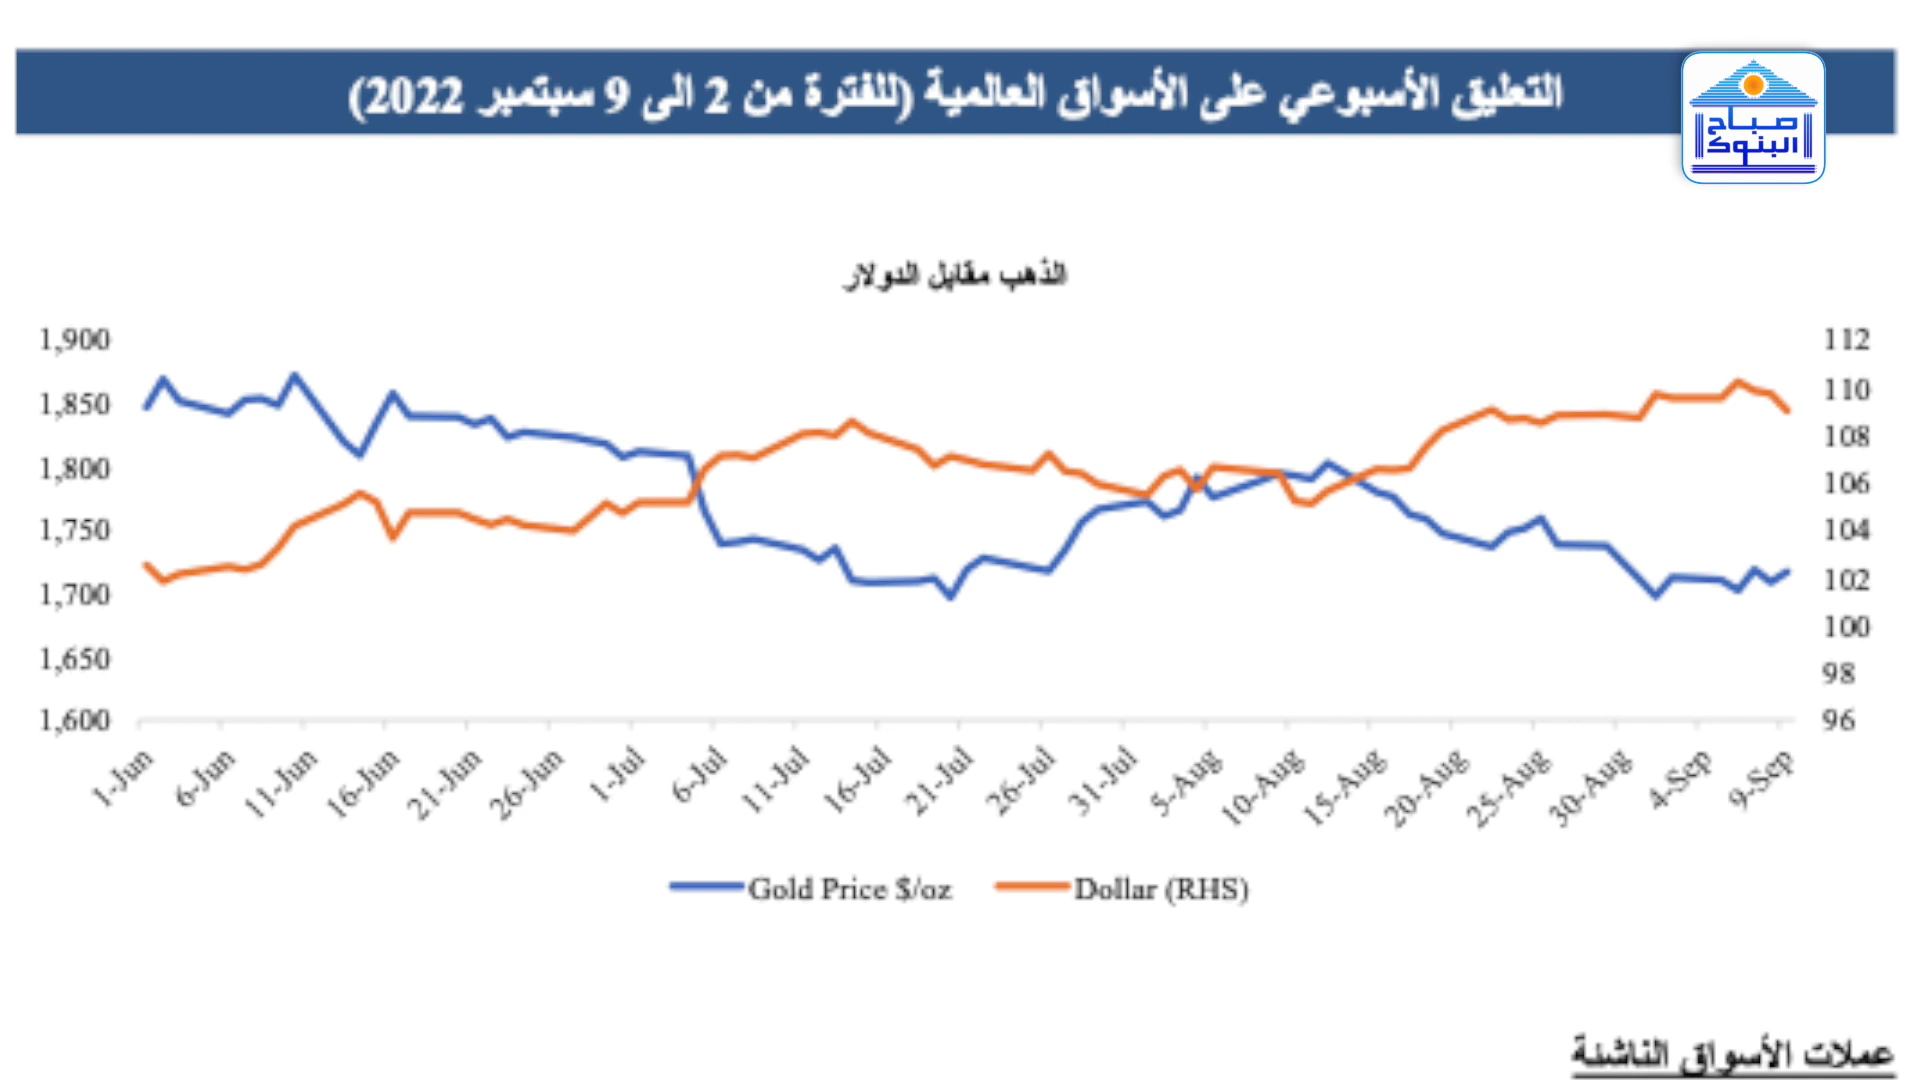 التعليق الأسبوعي على الأسواق العالمية (للفترة من 2 الى 9 سبتمبر 2022)
صباح
البنوك
الذهب مقابل الدولار
1,900
1,850
1,800
1,750
1,700
1,650
1,600
112
110
108
106
104
102
100
98
96
1-Jun
6-Jun
11-Jun
16-Jun
21-Jun
26-Jun
1-Jul
6-Jul
11-Jul
16-Jul
21-Jul
26-Jul
31-Jul
5-Aug
10-Aug
15-Aug
20-Aug
25-Aug
30-Aug
4-Sep
9-Sep
Gold Price $/oz
Dollar (RHS)
عملات الأسواق الناشئة